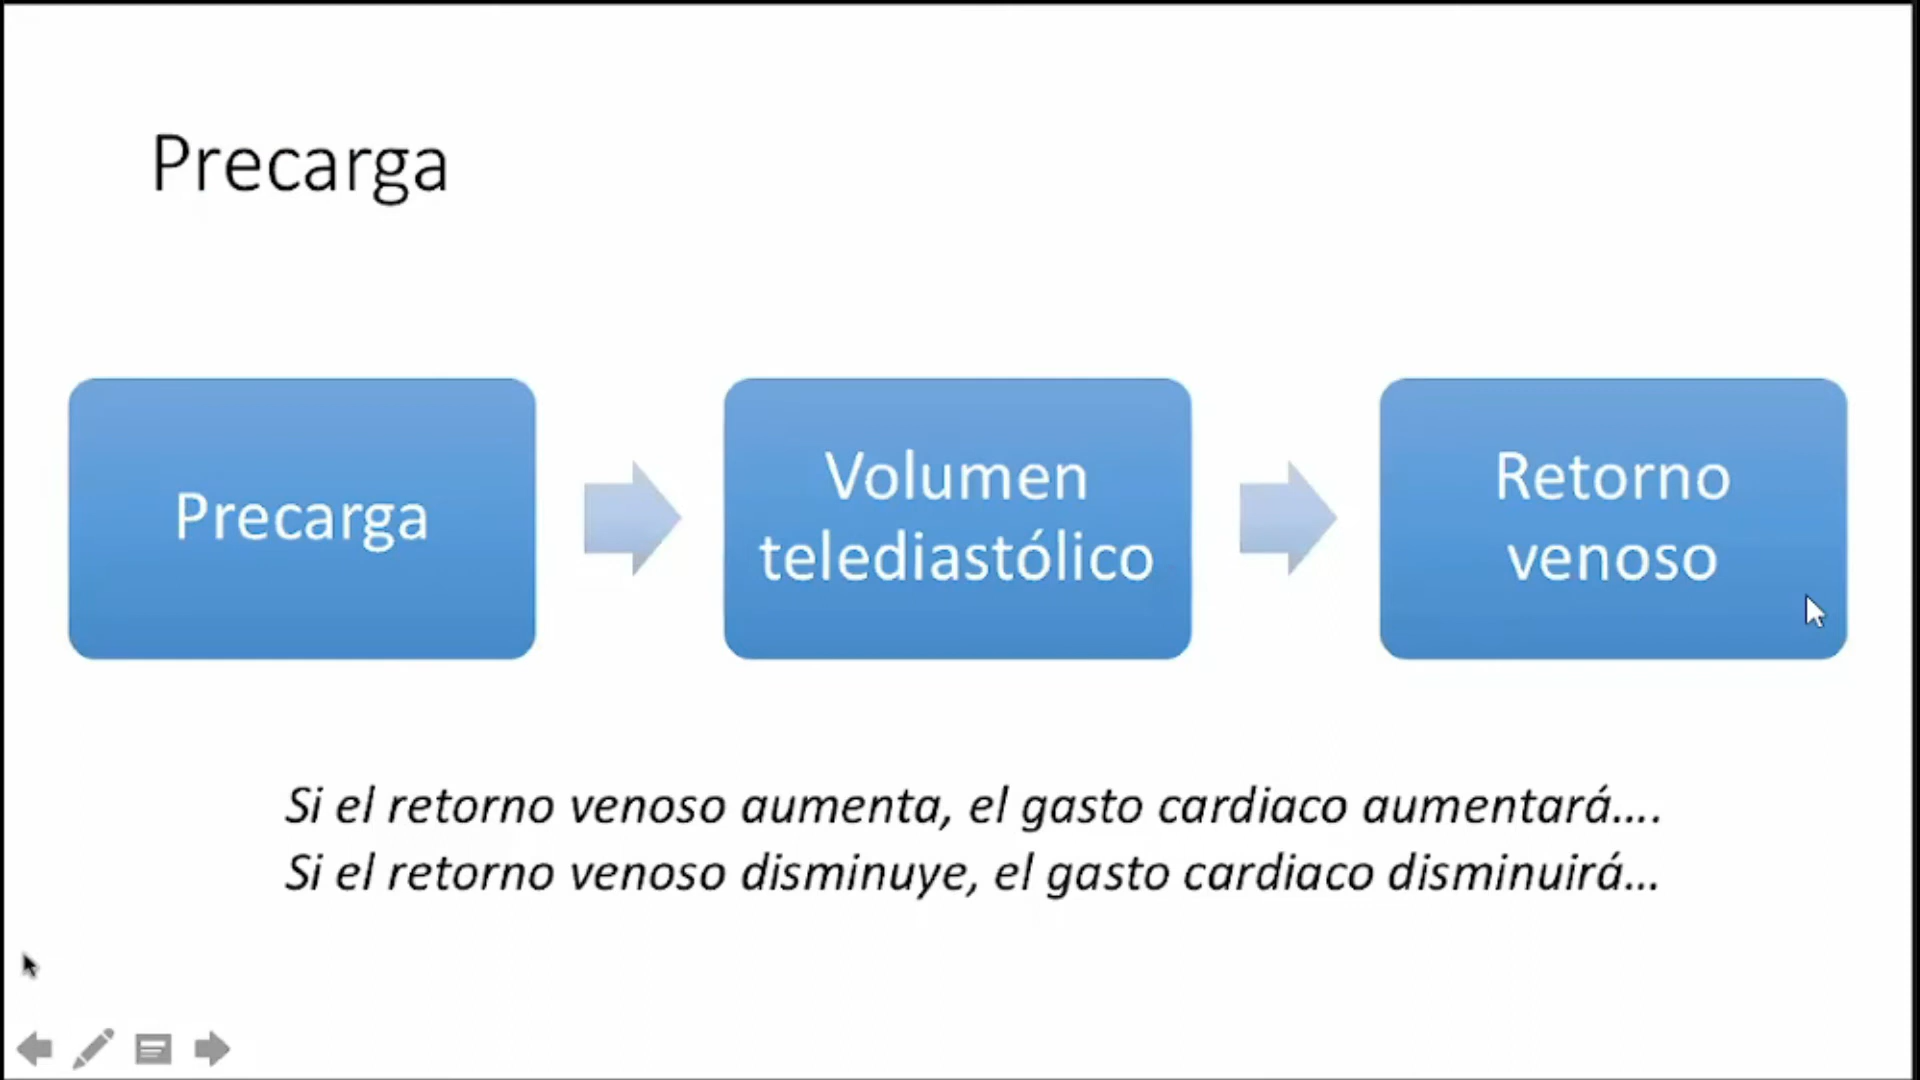 Precarga
Precarga
Volumen
telediastólico
Retorno
venoso
Si el retorno venoso aumenta, el gasto cardiaco aumentará....
Si el retorno venoso disminuye, el gasto cardiaco disminuirá...